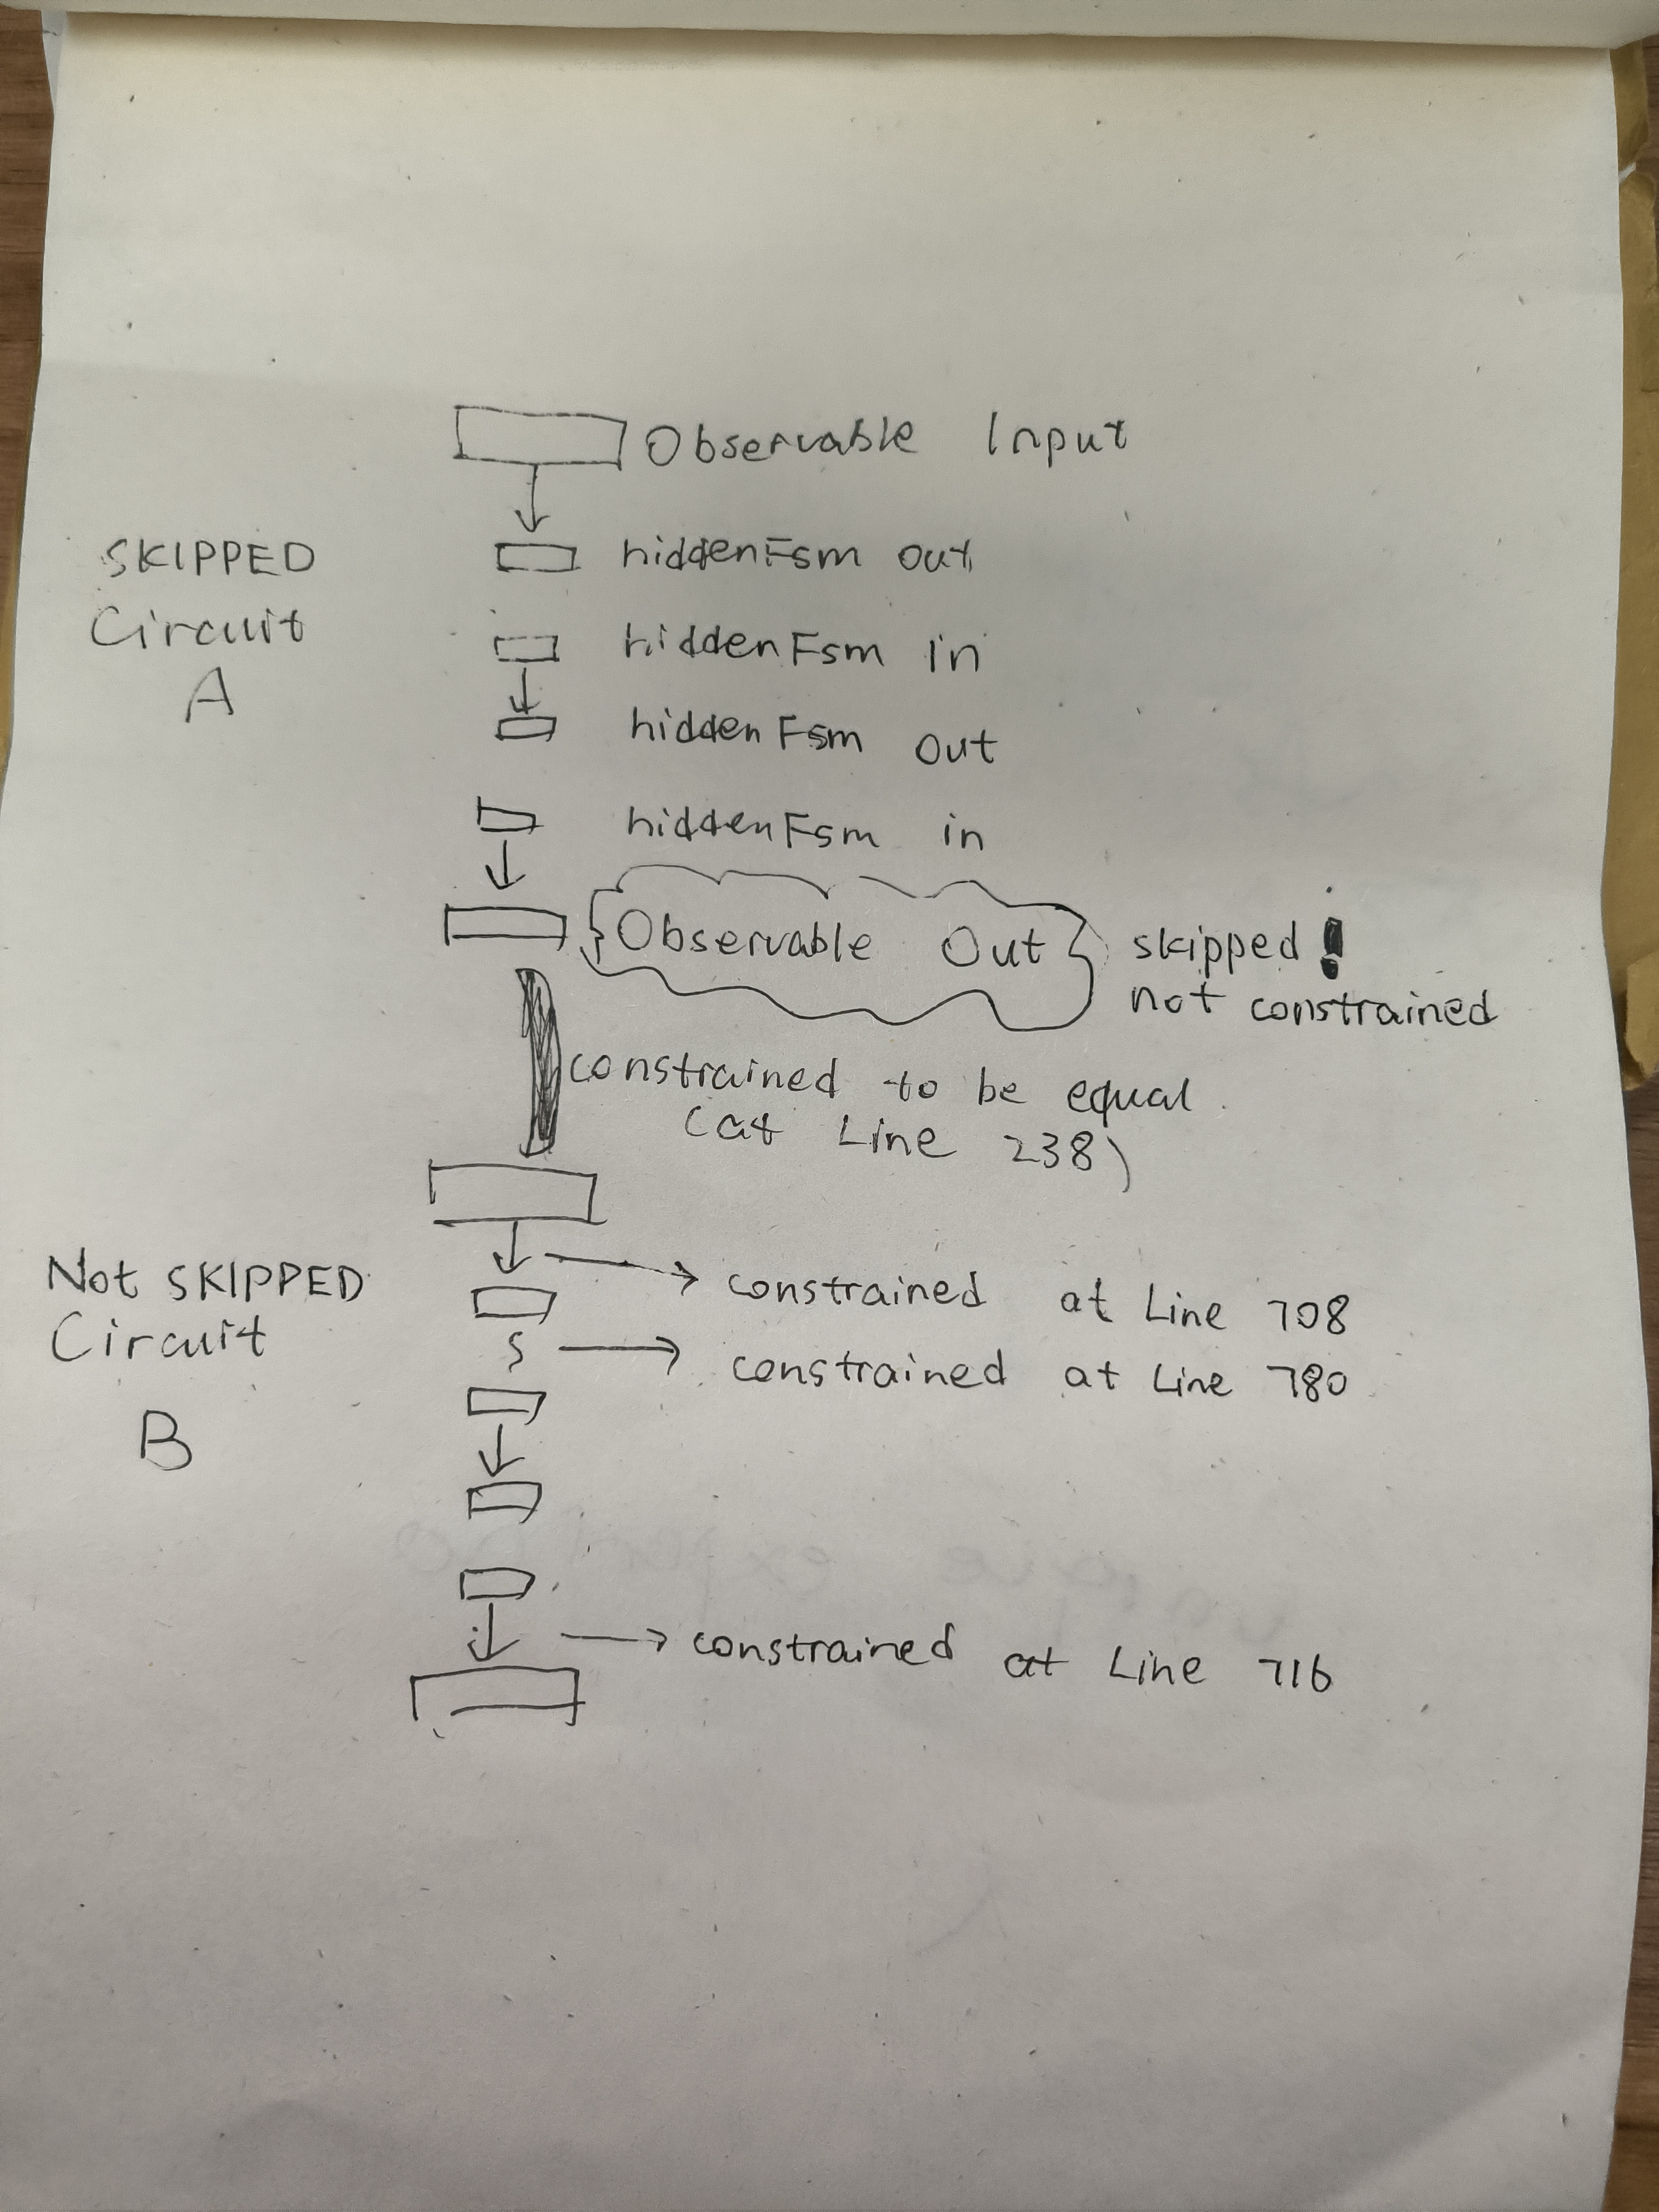 Observable Input
SKIPPED
Circuit
A
hiddenFsm out
hiddenFsm in
hiddenFsm out
hiddenFsm in
Observable Out
skipped!
not constrained
constrained to be equal
(at Line 238)
Not SKIPPED
Circuit
B
constrained at Line 708
constrained at Line 780
constrained at Line 716